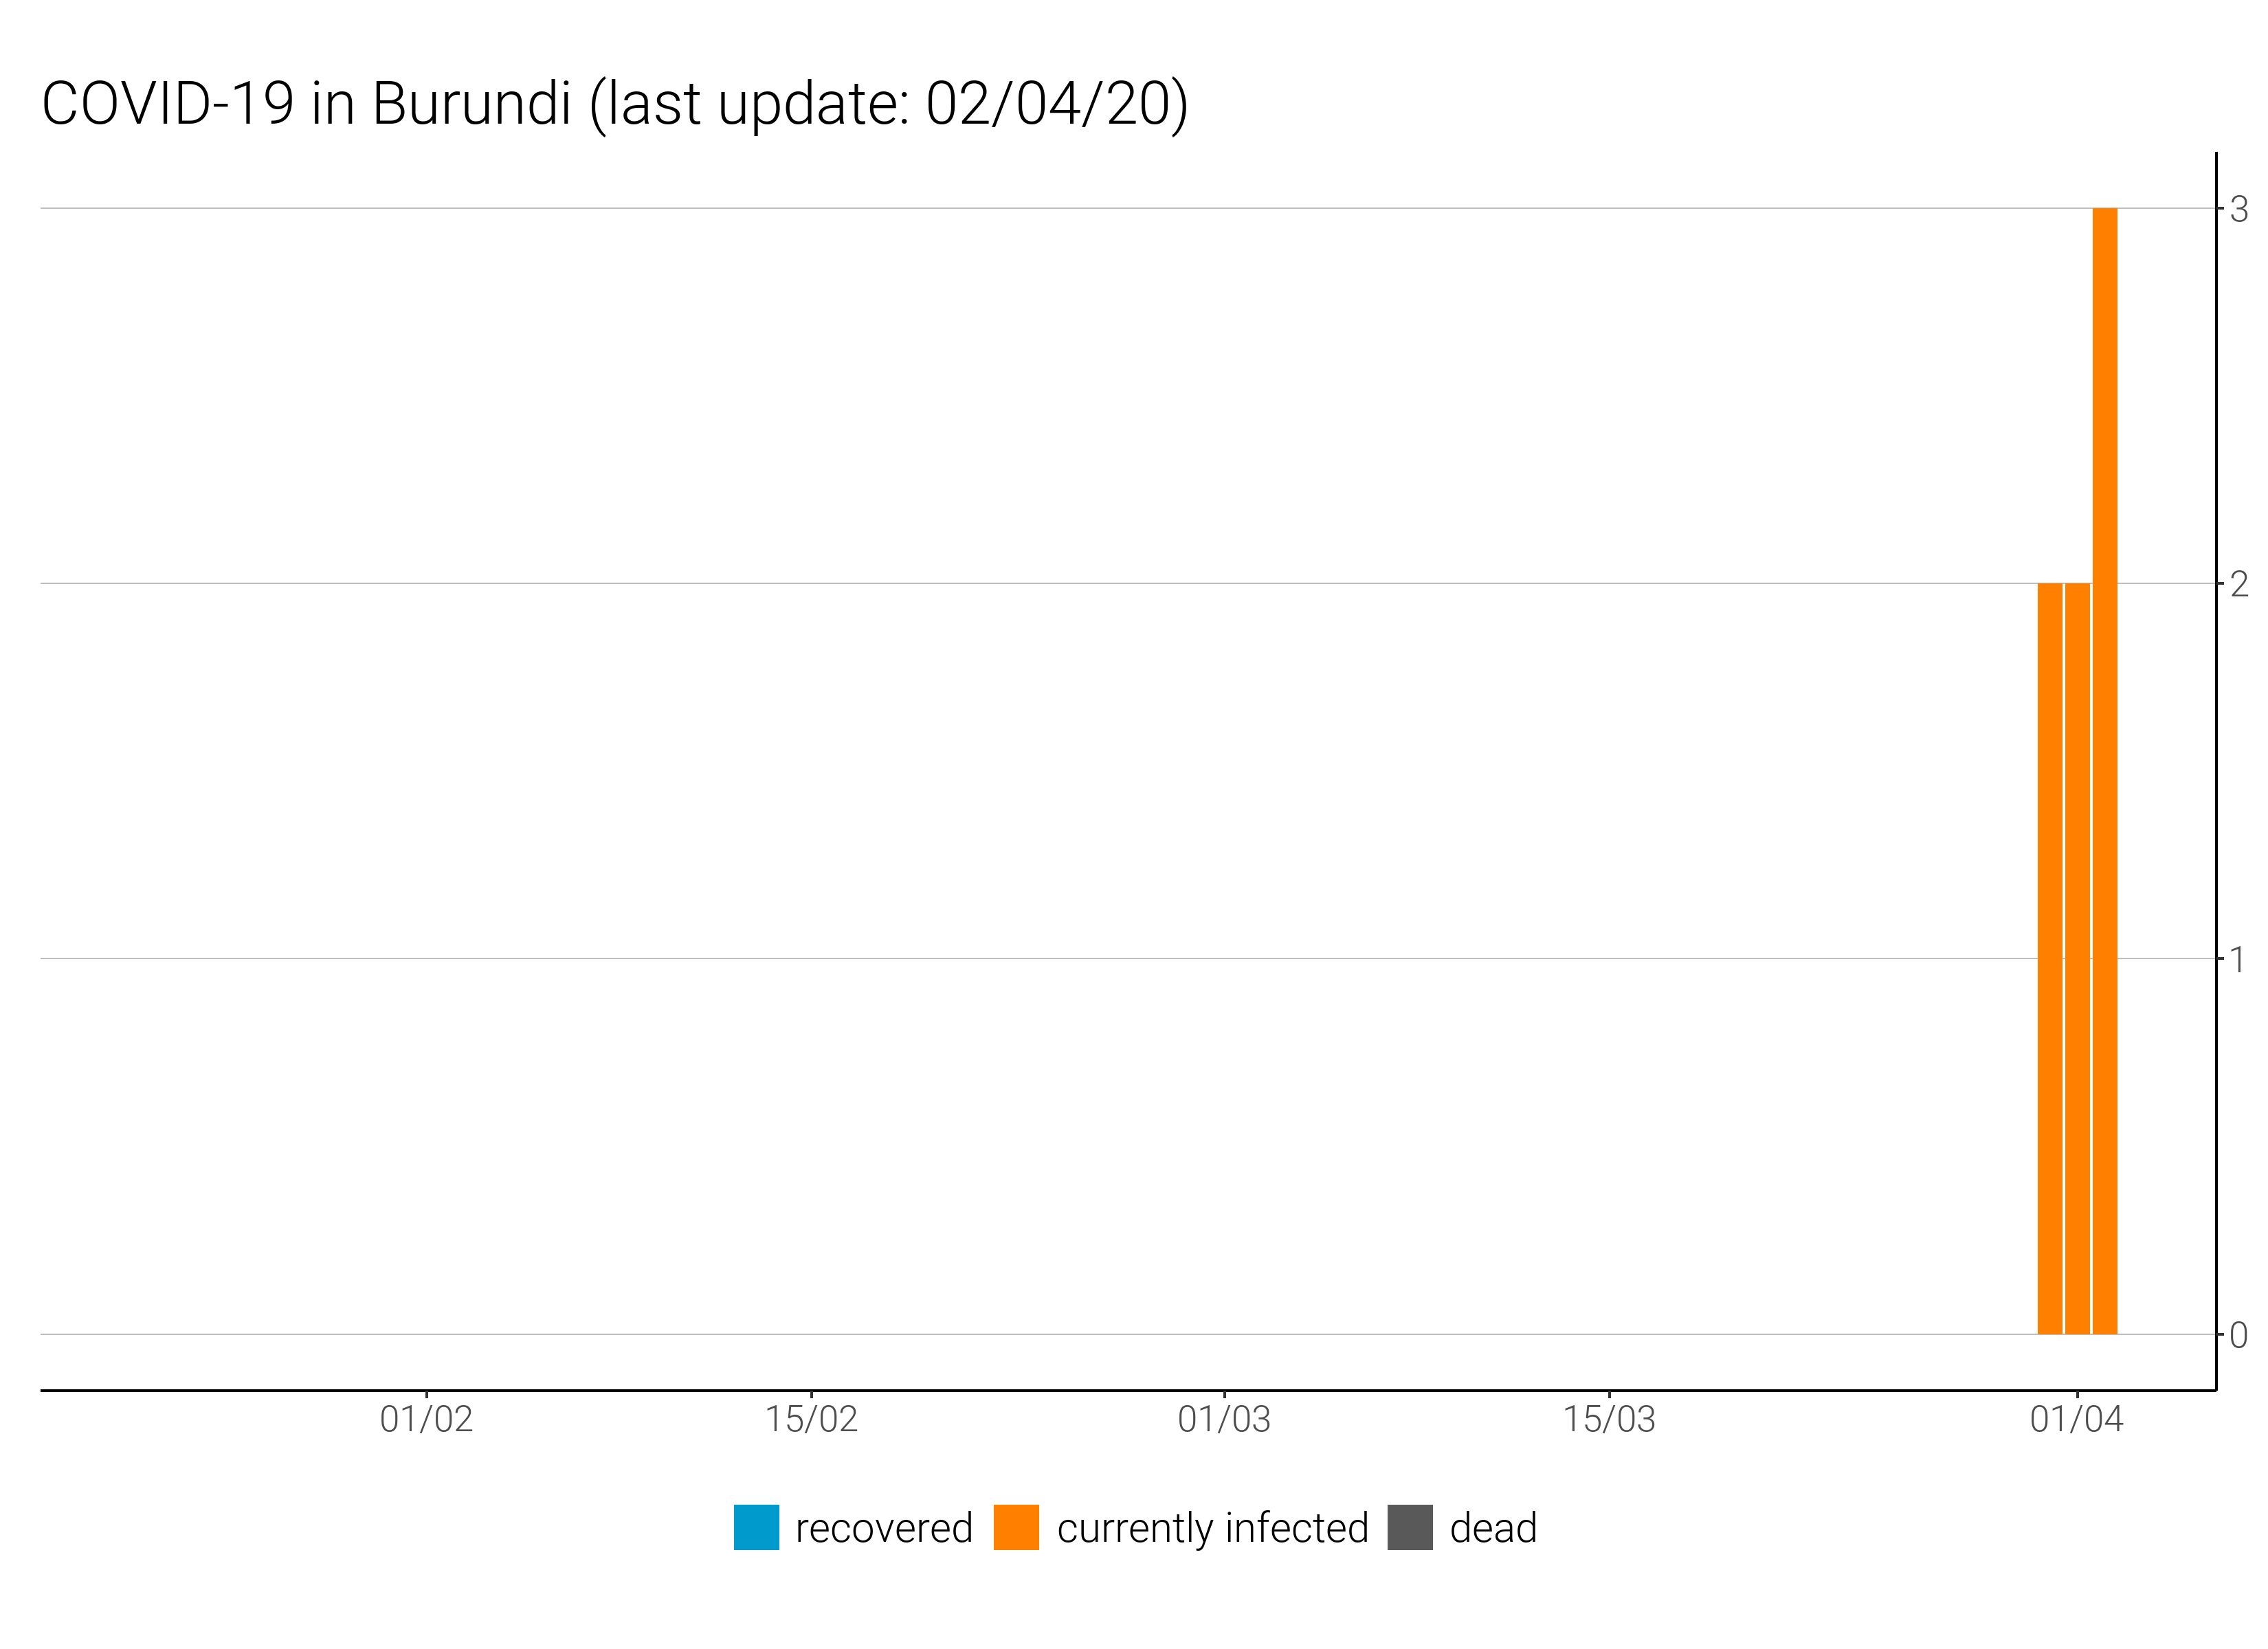 COVID-19 in Burundi (last update: 02/04/20)
3
2
1
0
01/02 15/02 01/03 15/03 01/04
recovered currently infected dead